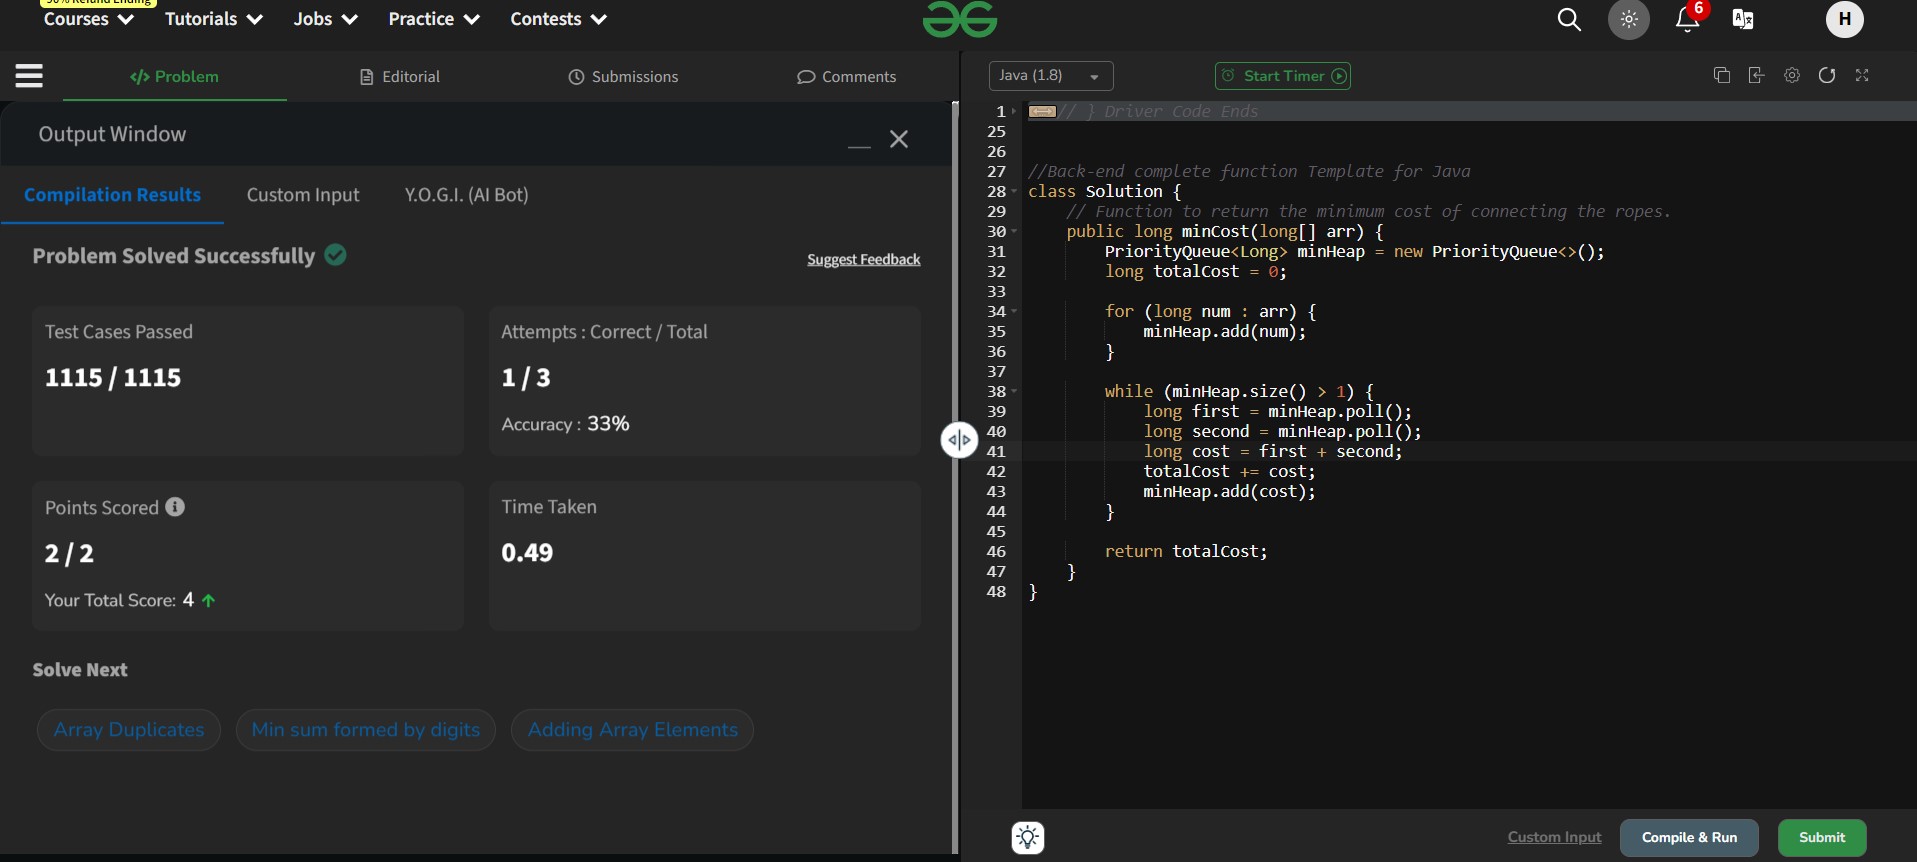 90% Refund Ending
Courses Tutorials Jobs Practice Contests
6
H
</> Problem Editorial Submissions Comments
Java (1.8) Start Timer
Output Window
Compilation Results Custom Input Y.O.G.I. (AI Bot)
Problem Solved Successfully
Suggest Feedback
Test Cases Passed
1115 / 1115
Attempts : Correct / Total
1 / 3
Accuracy : 33%
Points Scored
2 / 2
Your Total Score: 4
Time Taken
0.49
Solve Next
Array Duplicates Min sum formed by digits Adding Array Elements
1 // } Driver Code Ends
25
26
27 //Back-end complete function Template for Java
28 class Solution {
29     // Function to return the minimum cost of connecting the ropes.
30     public long minCost(long[] arr) {
31         PriorityQueue<Long> minHeap = new PriorityQueue<>();
32         long totalCost = 0;
33
34         for (long num : arr) {
35             minHeap.add(num);
36         }
37
38         while (minHeap.size() > 1) {
39             long first = minHeap.poll();
40             long second = minHeap.poll();
41             long cost = first + second;
42             totalCost += cost;
43             minHeap.add(cost);
44         }
45
46         return totalCost;
47     }
48 }
Custom Input Compile & Run Submit